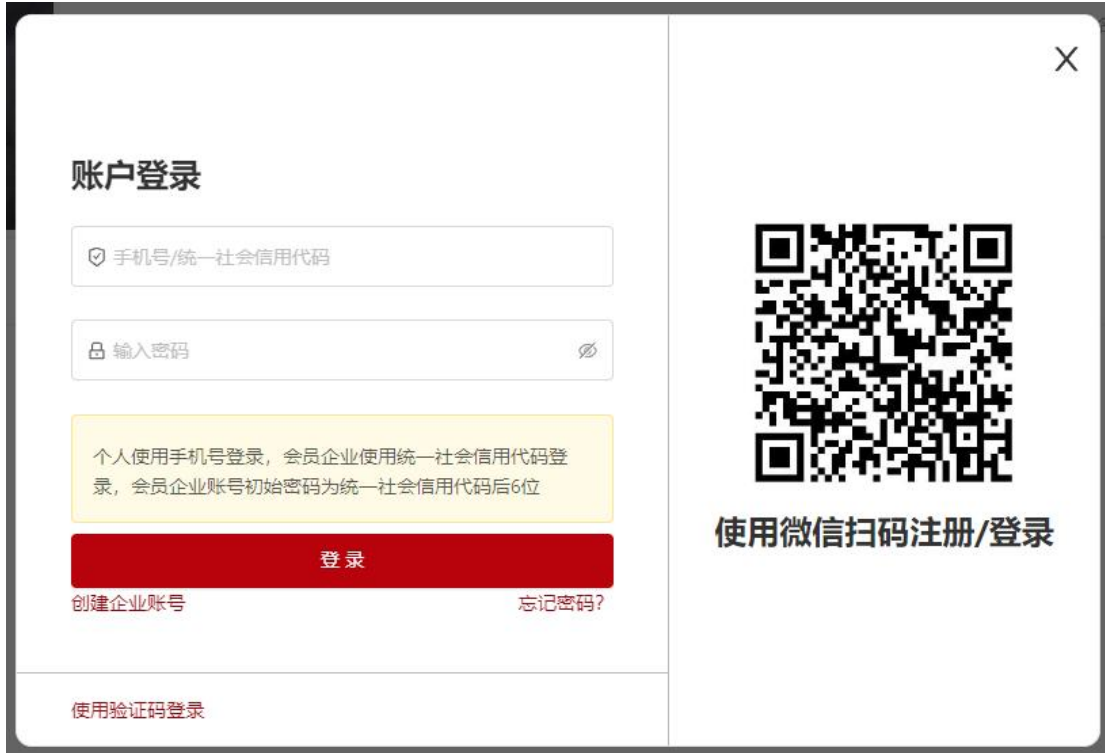 账户登录
手机号/统一社会信用代码
输入密码
个人使用手机号登录，会员企业使用统一社会信用代码登
录，会员企业账号初始密码为统一社会信用代码后6位
登录
创建企业账号
忘记密码?
使用验证码登录
X
使用微信扫码注册/登录